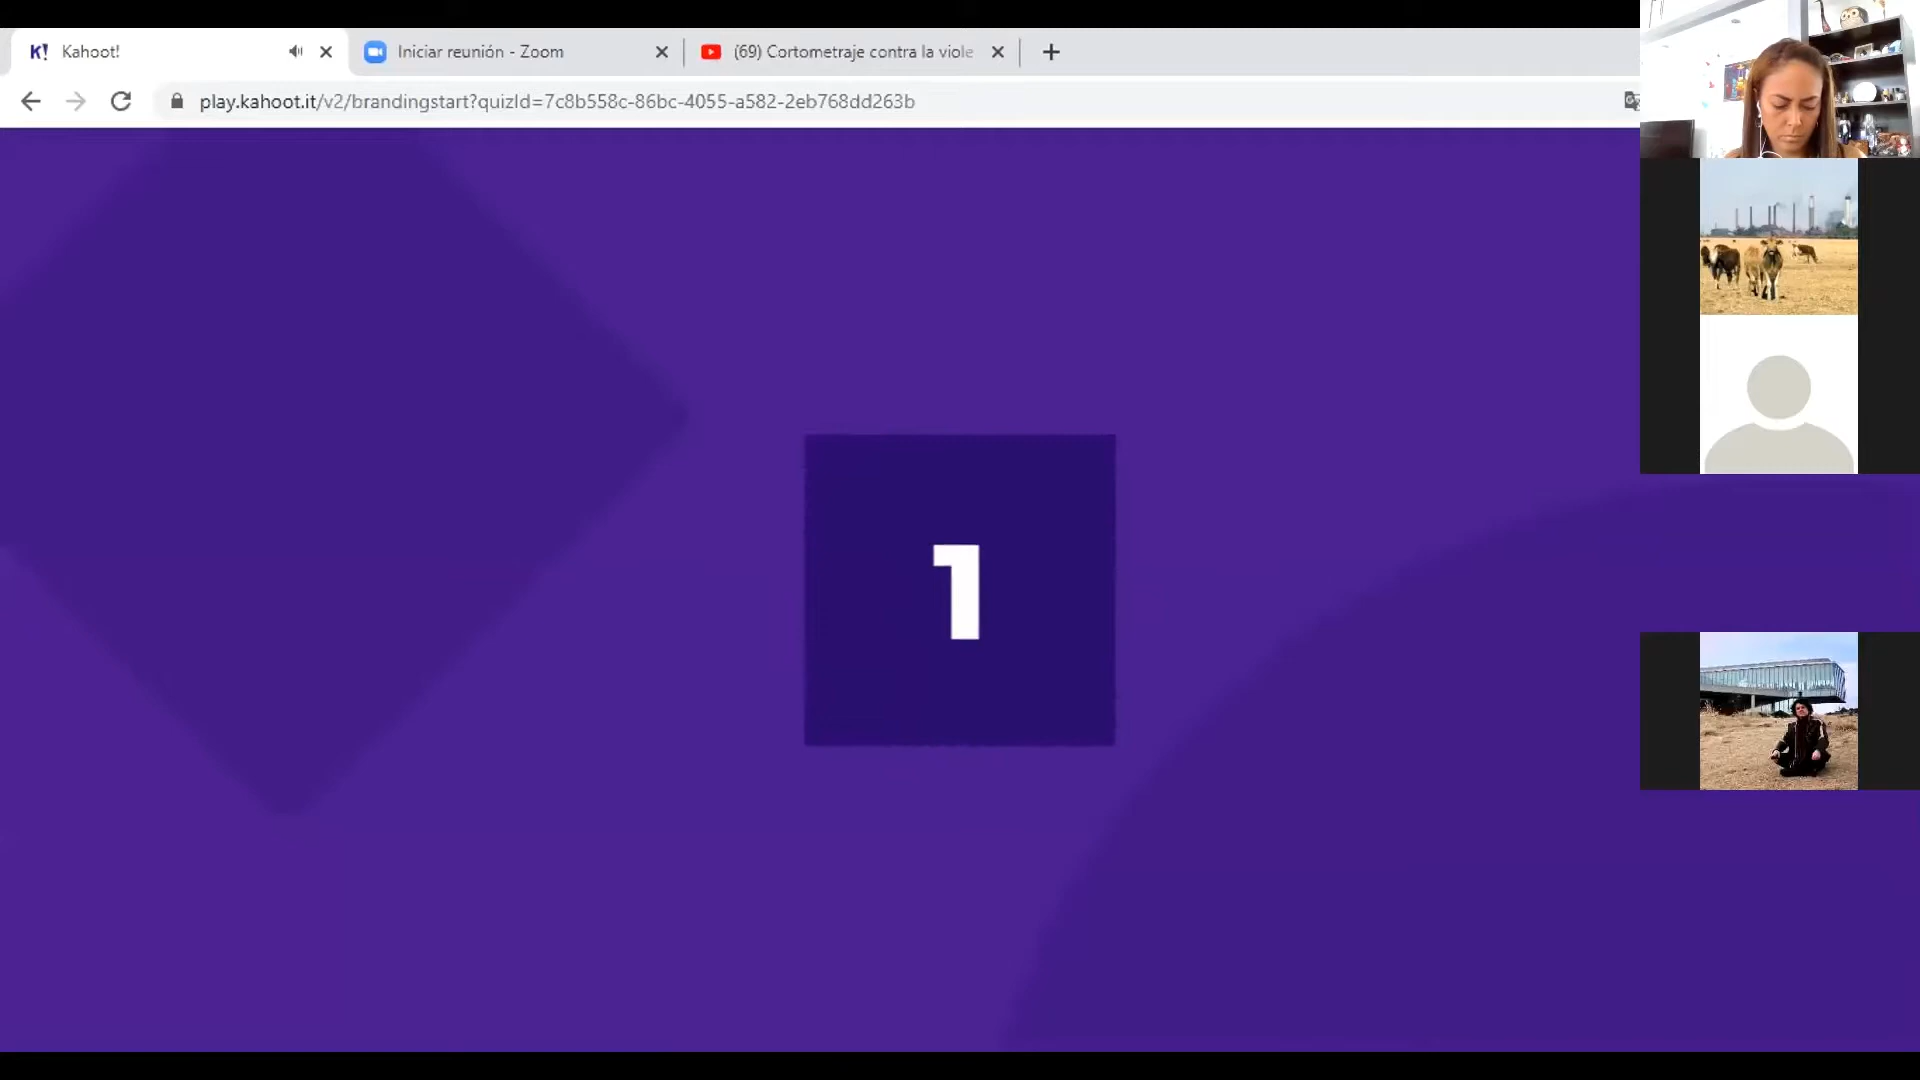 K! Kahoot!
Iniciar reunión - Zoom
(69) Cortometraje contra la viole
play.kahoot.it/v2/brandingstart?quizId=7c8b558c-86bc-4055-a582-2eb768dd263b
1